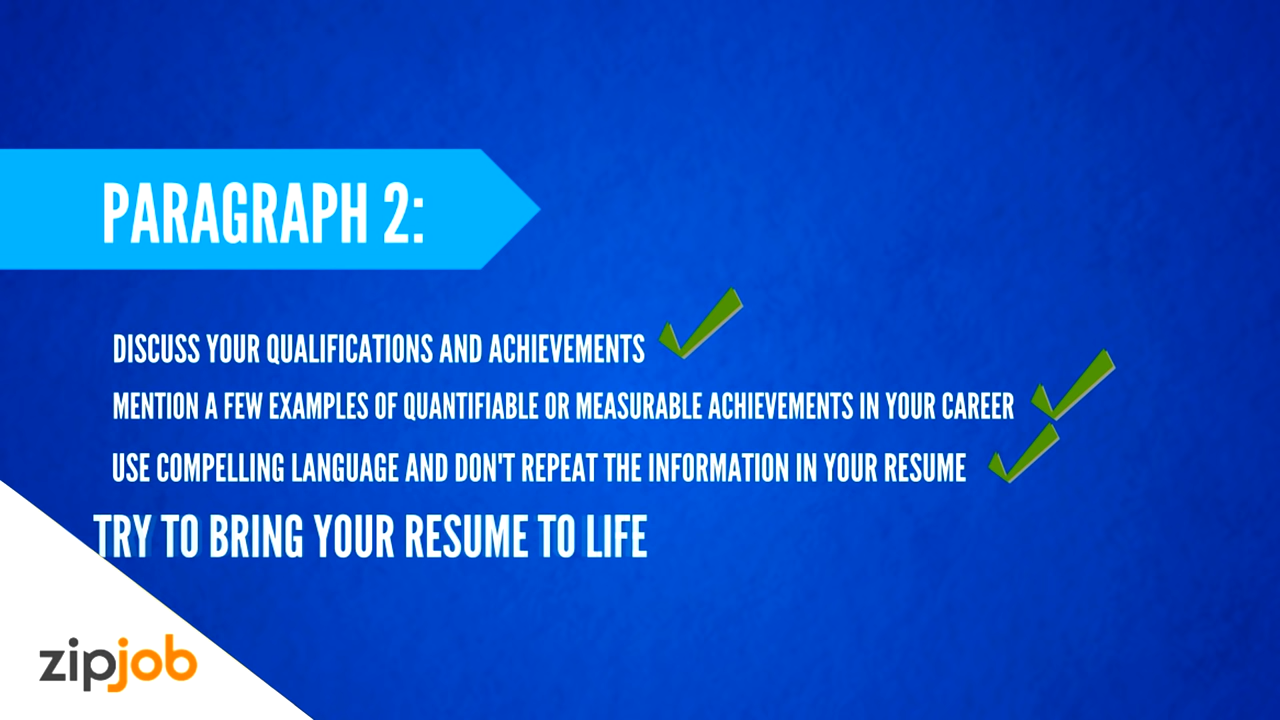 PARAGRAPH 2:
DISCUSS YOUR QUALIFICATIONS AND ACHIEVEMENTS
MENTION A FEW EXAMPLES OF QUANTIFIABLE OR MEASURABLE ACHIEVEMENTS IN YOUR CAREER
USE COMPELLING LANGUAGE AND DON'T REPEAT THE INFORMATION IN YOUR RESUME
TRY TO BRING YOUR RESUME TO LIFE
zipjob